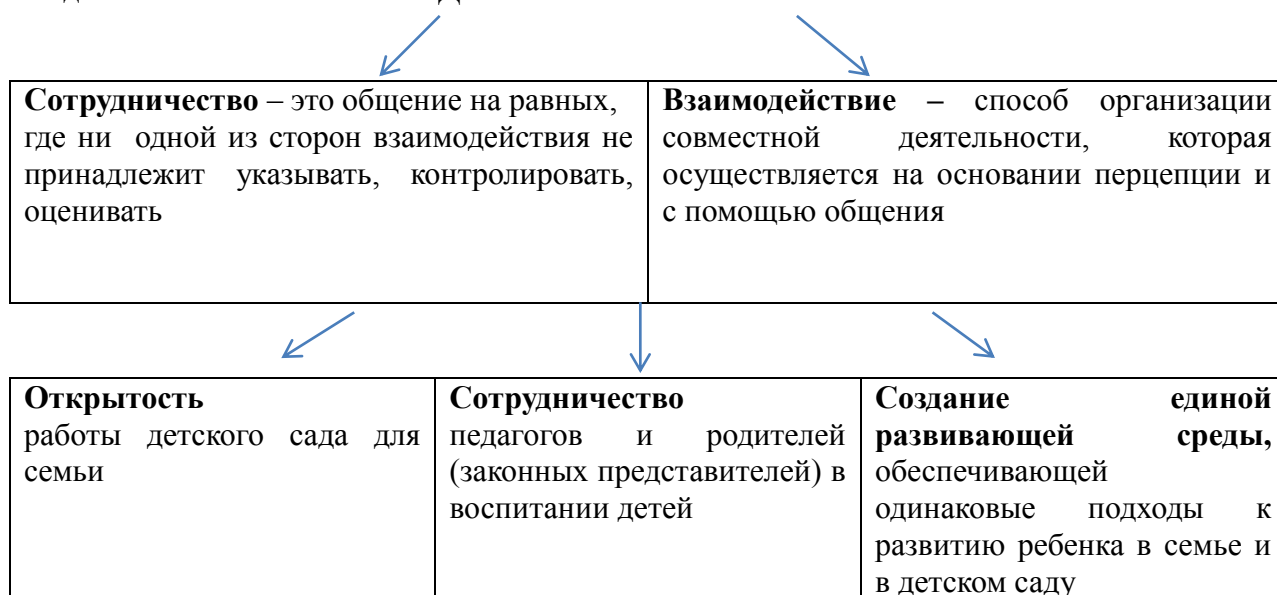 Сотрудничество – это общение на равных,
где ни одной из сторон взаимодействия не
принадлежит указывать, контролировать,
оценивать
Взаимодействие – способ организации
совместной деятельности, которая
осуществляется на основании перцепции и
с помощью общения
Открытость
работы детского сада для
семьи
Сотрудничество
педагогов и родителей
(законных представителей) в
воспитании детей
Создание единой
развивающей среды,
обеспечивающей
одинаковые подходы к
развитию ребенка в семье и
в детском саду